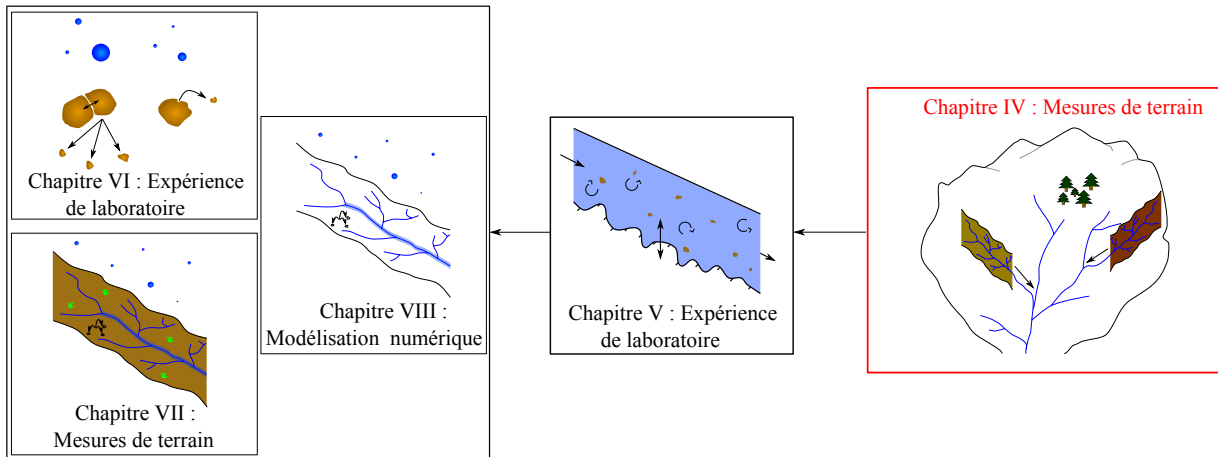 Chapitre VI : Expérience
de laboratoire
Chapitre VII :
Mesures de terrain
Chapitre VIII :
Modélisation numérique
Chapitre V : Expérience
de laboratoire
Chapitre IV : Mesures de terrain